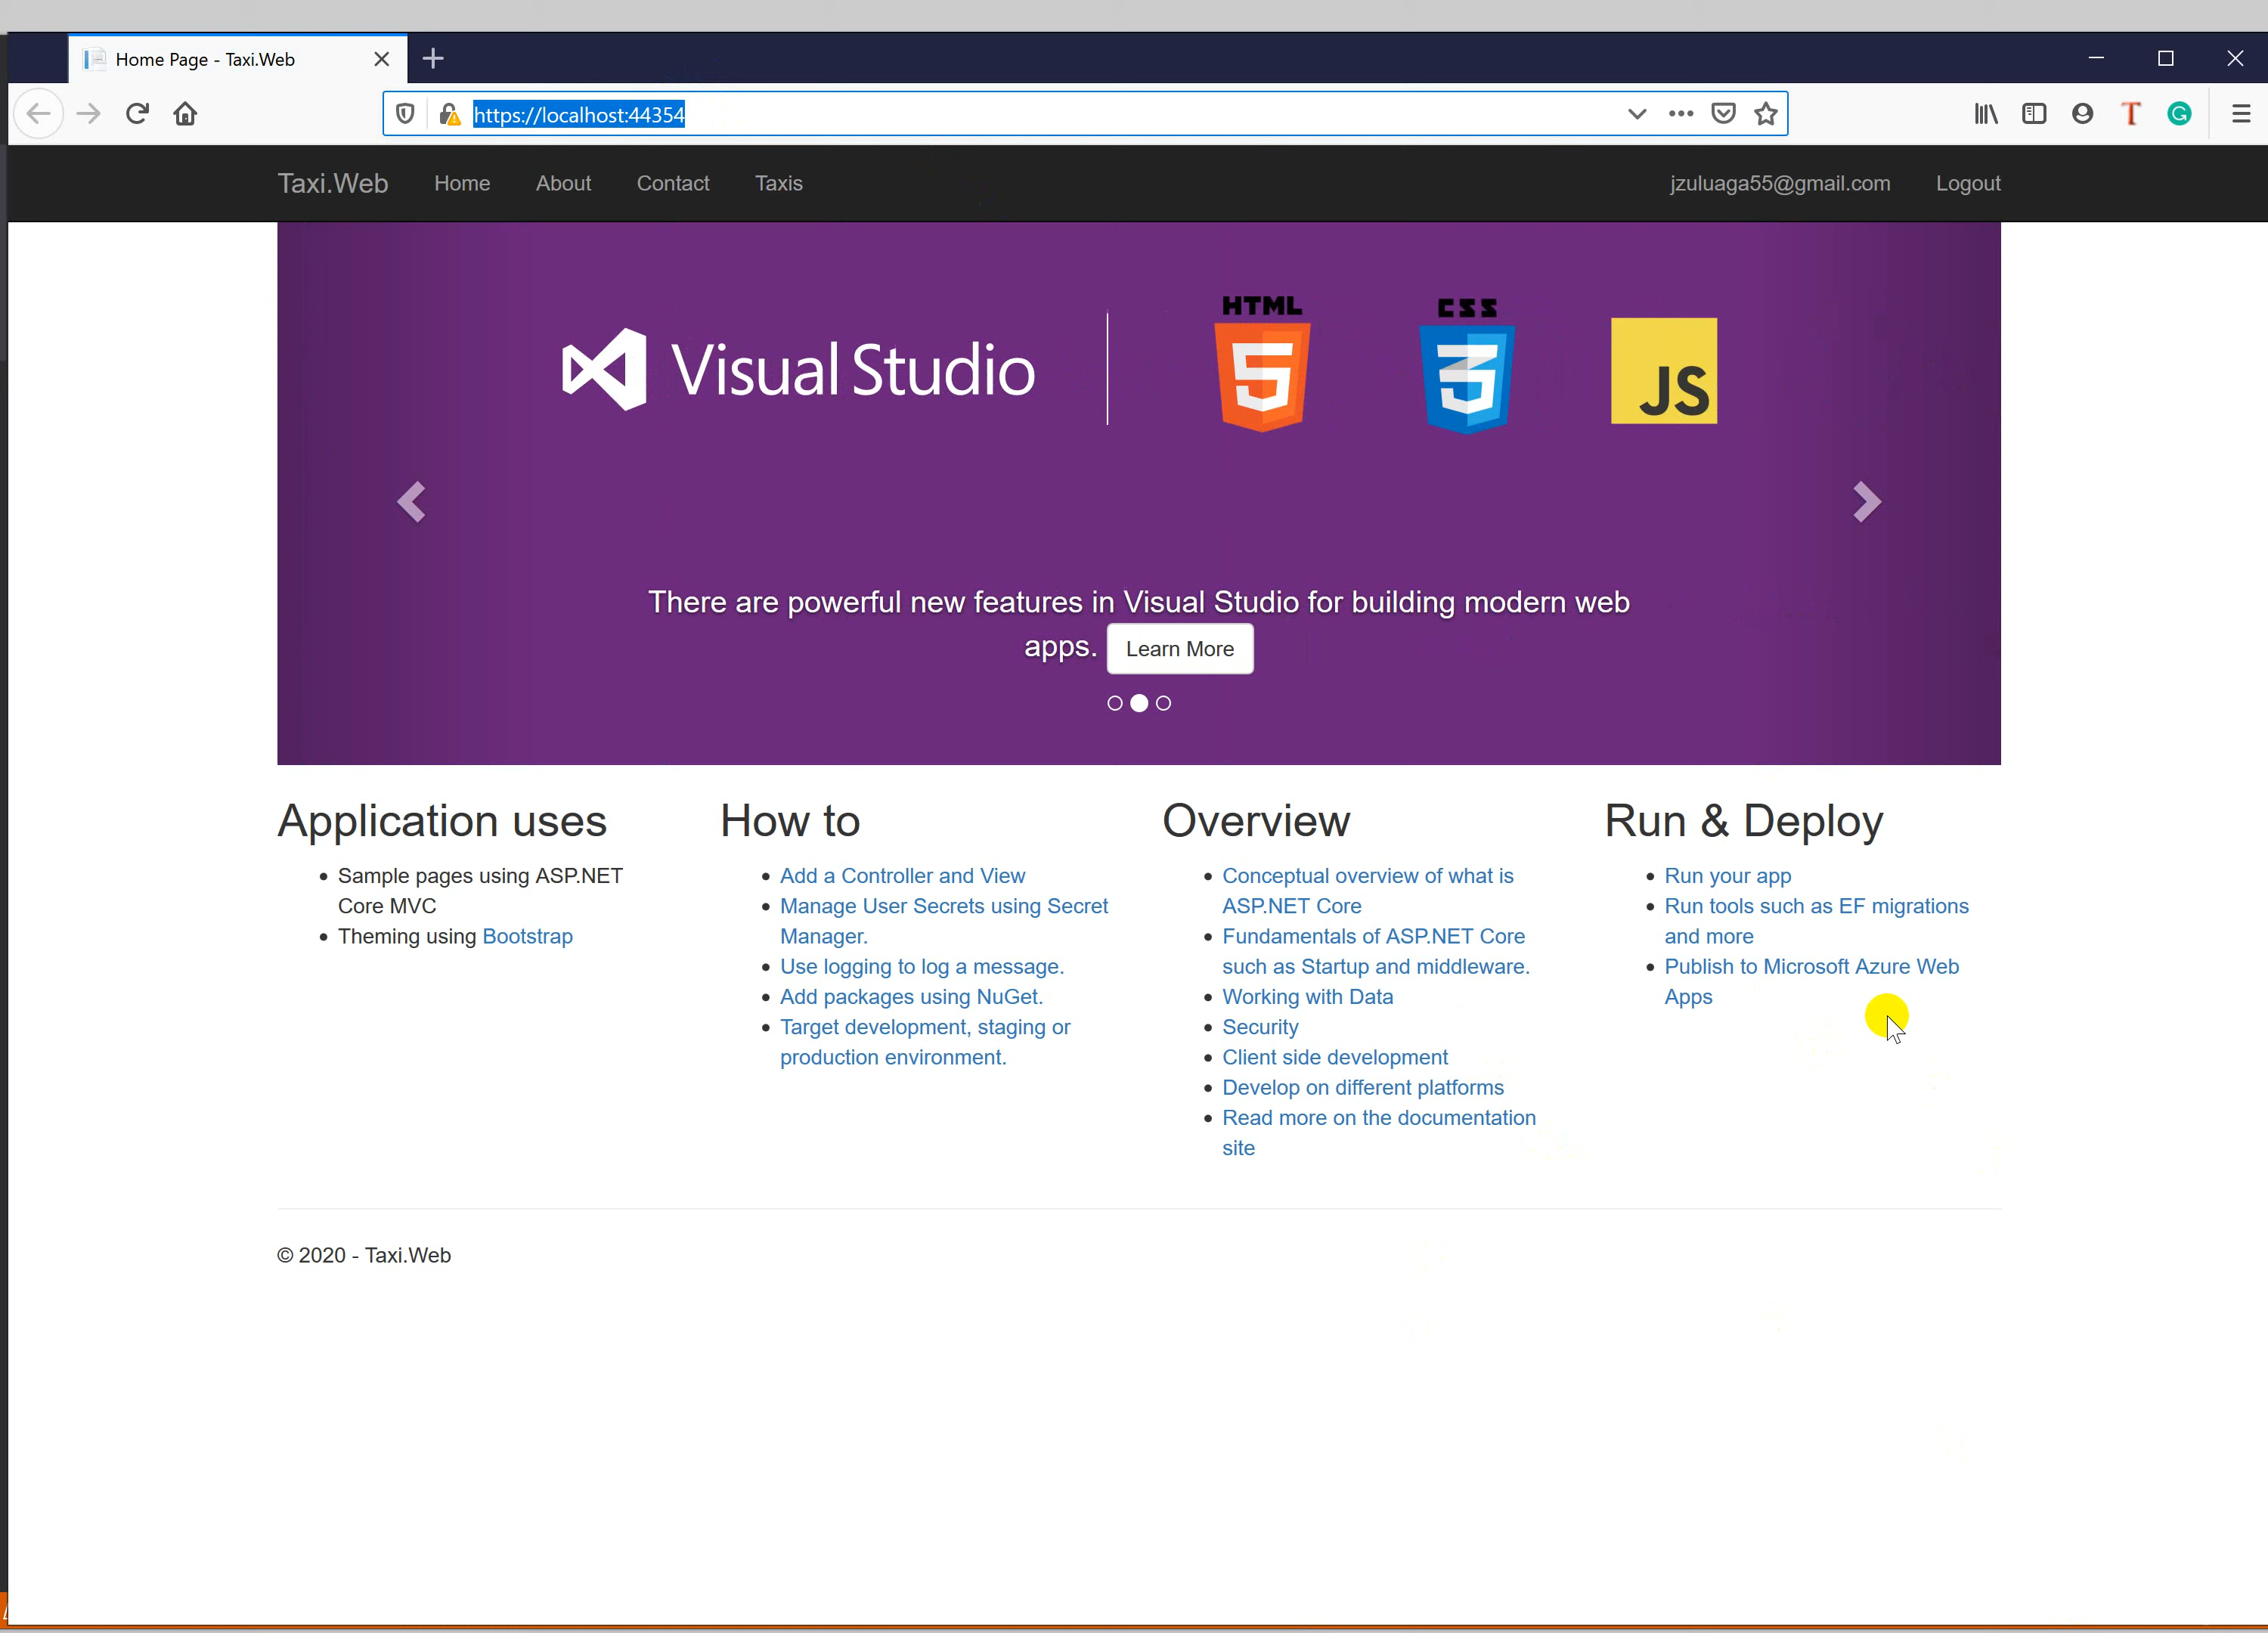 Home Page - Taxi.Web
https://localhost:44354
Taxi.Web Home About Contact Taxis jzuluaga55@gmail.com Logout
Visual Studio HTML 5 CSS 3 JS
There are powerful new features in Visual Studio for building modern web
apps. Learn More
Application uses
Sample pages using ASP.NET
Core MVC
Theming using Bootstrap
How to
Add a Controller and View
Manage User Secrets using Secret
Manager.
Use logging to log a message.
Add packages using NuGet.
Target development, staging or
production environment.
Overview
Conceptual overview of what is
ASP.NET Core
Fundamentals of ASP.NET Core
such as Startup and middleware.
Working with Data
Security
Client side development
Develop on different platforms
Read more on the documentation
site
Run & Deploy
Run your app
Run tools such as EF migrations
and more
Publish to Microsoft Azure Web
Apps
© 2020 - Taxi.Web